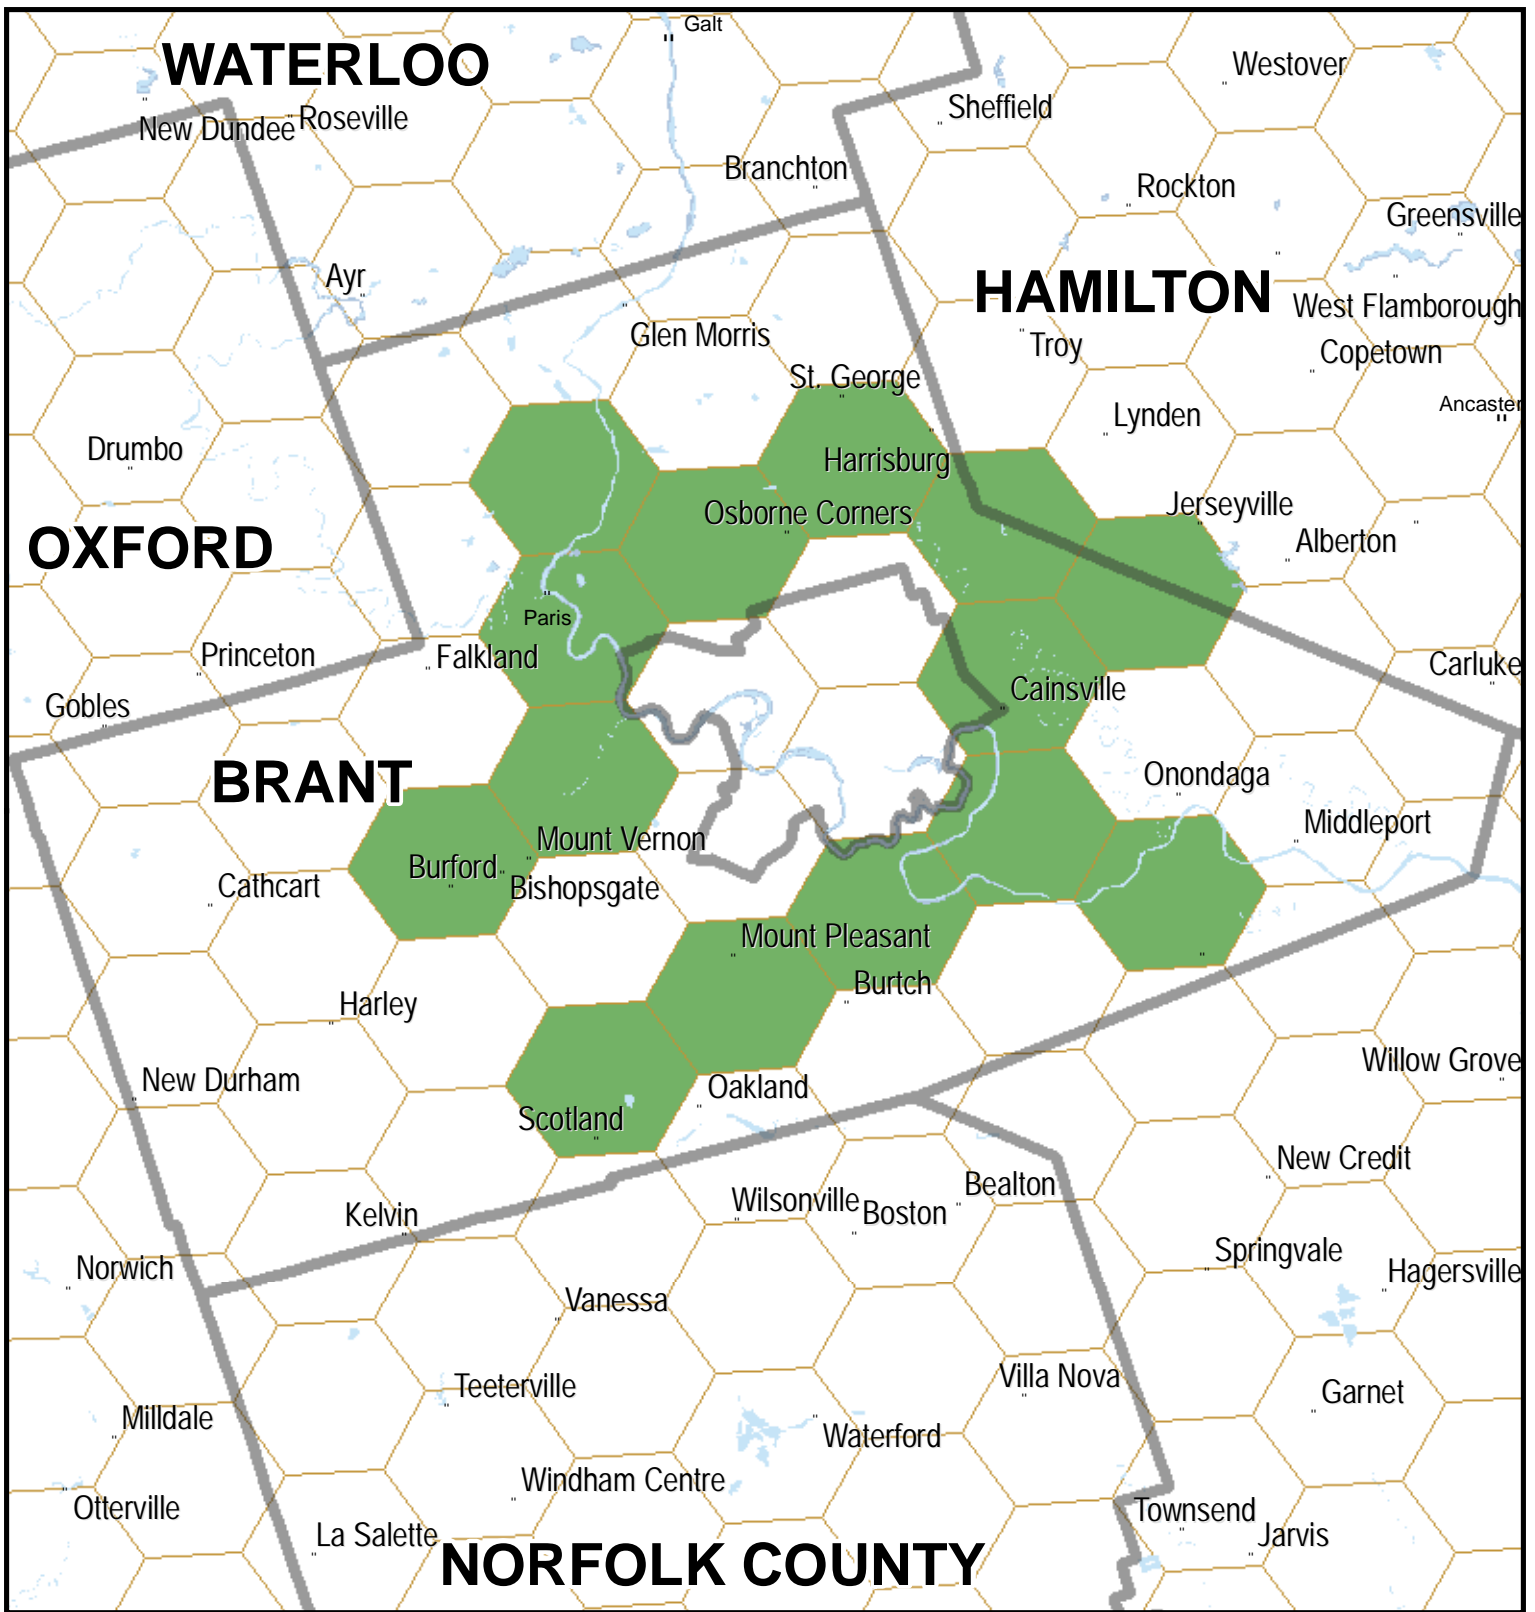 Galt
WATERLOO
Westover
Sheffield
New Dundee
Roseville
Branchton
Rockton
Greensville
Ayr
HAMILTON
West Flamborough
Glen Morris
Troy
Copetown
St. George
Ancaster
Lynden
Drumbo
Harrisburg
Osborne Corners
Jerseyville
OXFORD
Alberton
Paris
Princeton
Falkland
Carluke
Cainsville
Gobles
BRANT
Onondaga
Middleport
Mount Vernon
Burford
Cathcart
Bishopsgate
Mount Pleasant
Burtch
Harley
Willow Grove
New Durham
Oakland
Scotland
New Credit
Bealton
Wilsonville
Boston
Kelvin
Springvale
Norwich
Hagersville
Vanessa
Villa Nova
Teeterville
Garnet
Milldale
Waterford
Windham Centre
Otterville
Townsend
La Salette
Jarvis
NORFOLK COUNTY